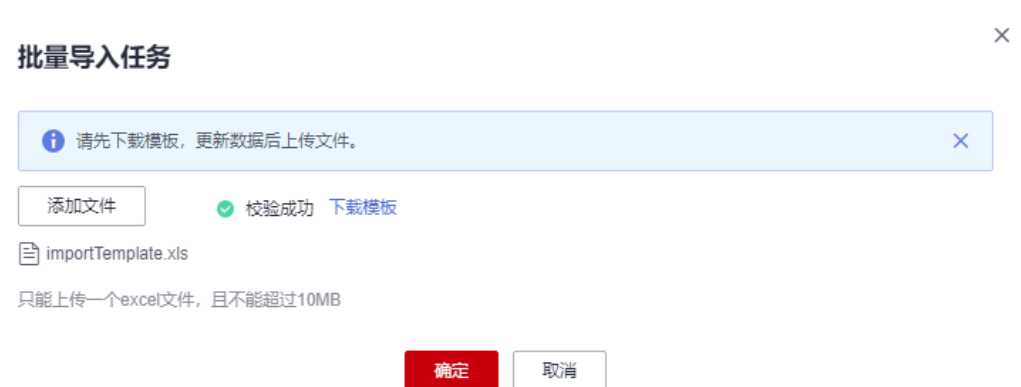 批量导入任务
请先下载模板，更新数据后上传文件。
添加文件 校验成功 下载模板
importTemplate.xls
只能上传一个excel文件，且不能超过10MB
确定 取消